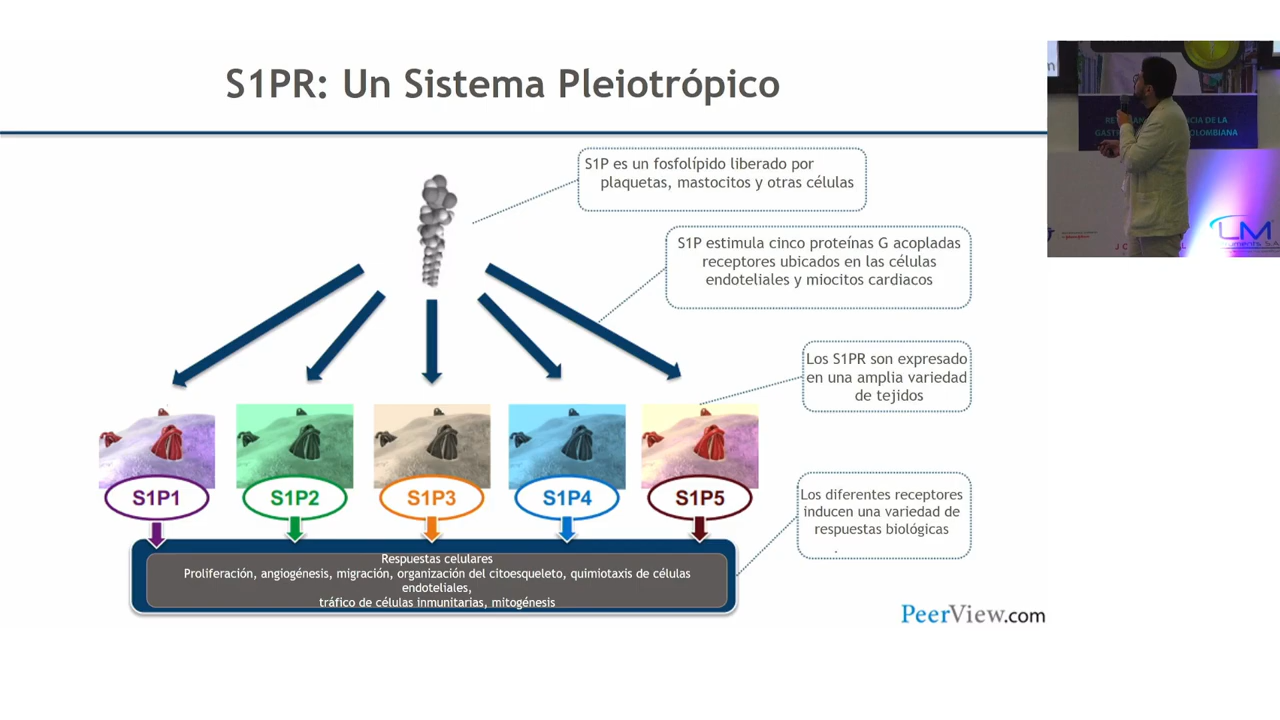 S1PR: Un Sistema Pleiotrópico
S1P es un fosfolípido liberado por
plaquetas, mastocitos y otras células
S1P estimula cinco proteínas G acopladas
receptores ubicados en las células
endoteliales y miocitos cardiacos
Los S1PR son expresado
en una amplia variedad
de tejidos
Los diferentes receptores
inducen una variedad de
respuestas biológicas
.
S1P1
S1P2
S1P3
S1P4
S1P5
Respuestas celulares
Proliferación, angiogénesis, migración, organización del citoesqueleto, quimiotaxis de células
endoteliales,
tráfico de células inmunitarias, mitogénesis
PeerView.com
LM